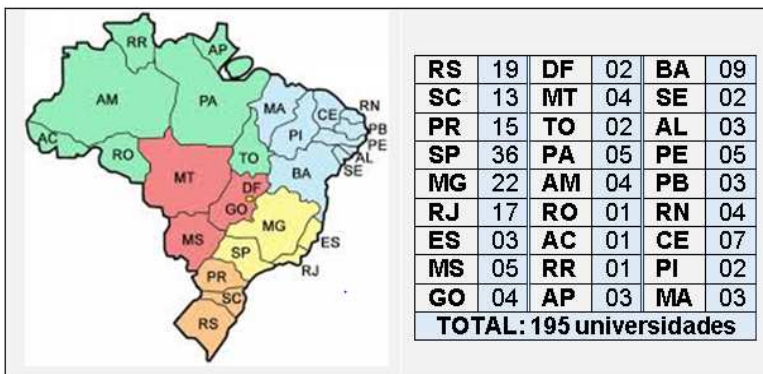 RR
AP
AM
PA
MA
CE
RN
PI
PB
PE
AL
SE
AC
RO
TO
BA
MT
DF
GO
MG
MS
ES
SP
RJ
PR
SC
RS
RS 19 DF 02 BA 09
SC 13 MT 04 SE 02
PR 15 TO 02 AL 03
SP 36 PA 05 PE 05
MG 22 AM 04 PB 03
RJ 17 RO 01 RN 04
ES 03 AC 01 CE 07
MS 05 RR 01 PI 02
GO 04 AP 03 MA 03
TOTAL: 195 universidades